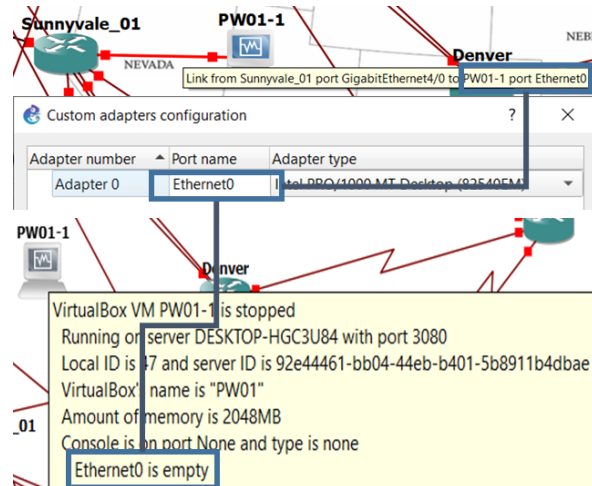 Sunnyvale_01
PW01-1
NEVADA
Denver
Link from Sunnyvale_01 port GigabitEthernet4/0 to PW01-1 port Ethernet0
Custom adapters configuration ? ×
Adapter number Port name Adapter type
Adapter 0 Ethernet0 Intel PRO/1000 MT Desktop (82540EM)
PW01-1
Denver
VirtualBox VM PW01-1 is stopped
Running on server DESKTOP-HGC3U84 with port 3080
Local ID is 47 and server ID is 92e44461-bb04-44eb-b401-5b8911b4dbae
VirtualBox's name is "PW01"
Amount of memory is 2048MB
_01
Console is on port None and type is none
Ethernet0 is empty